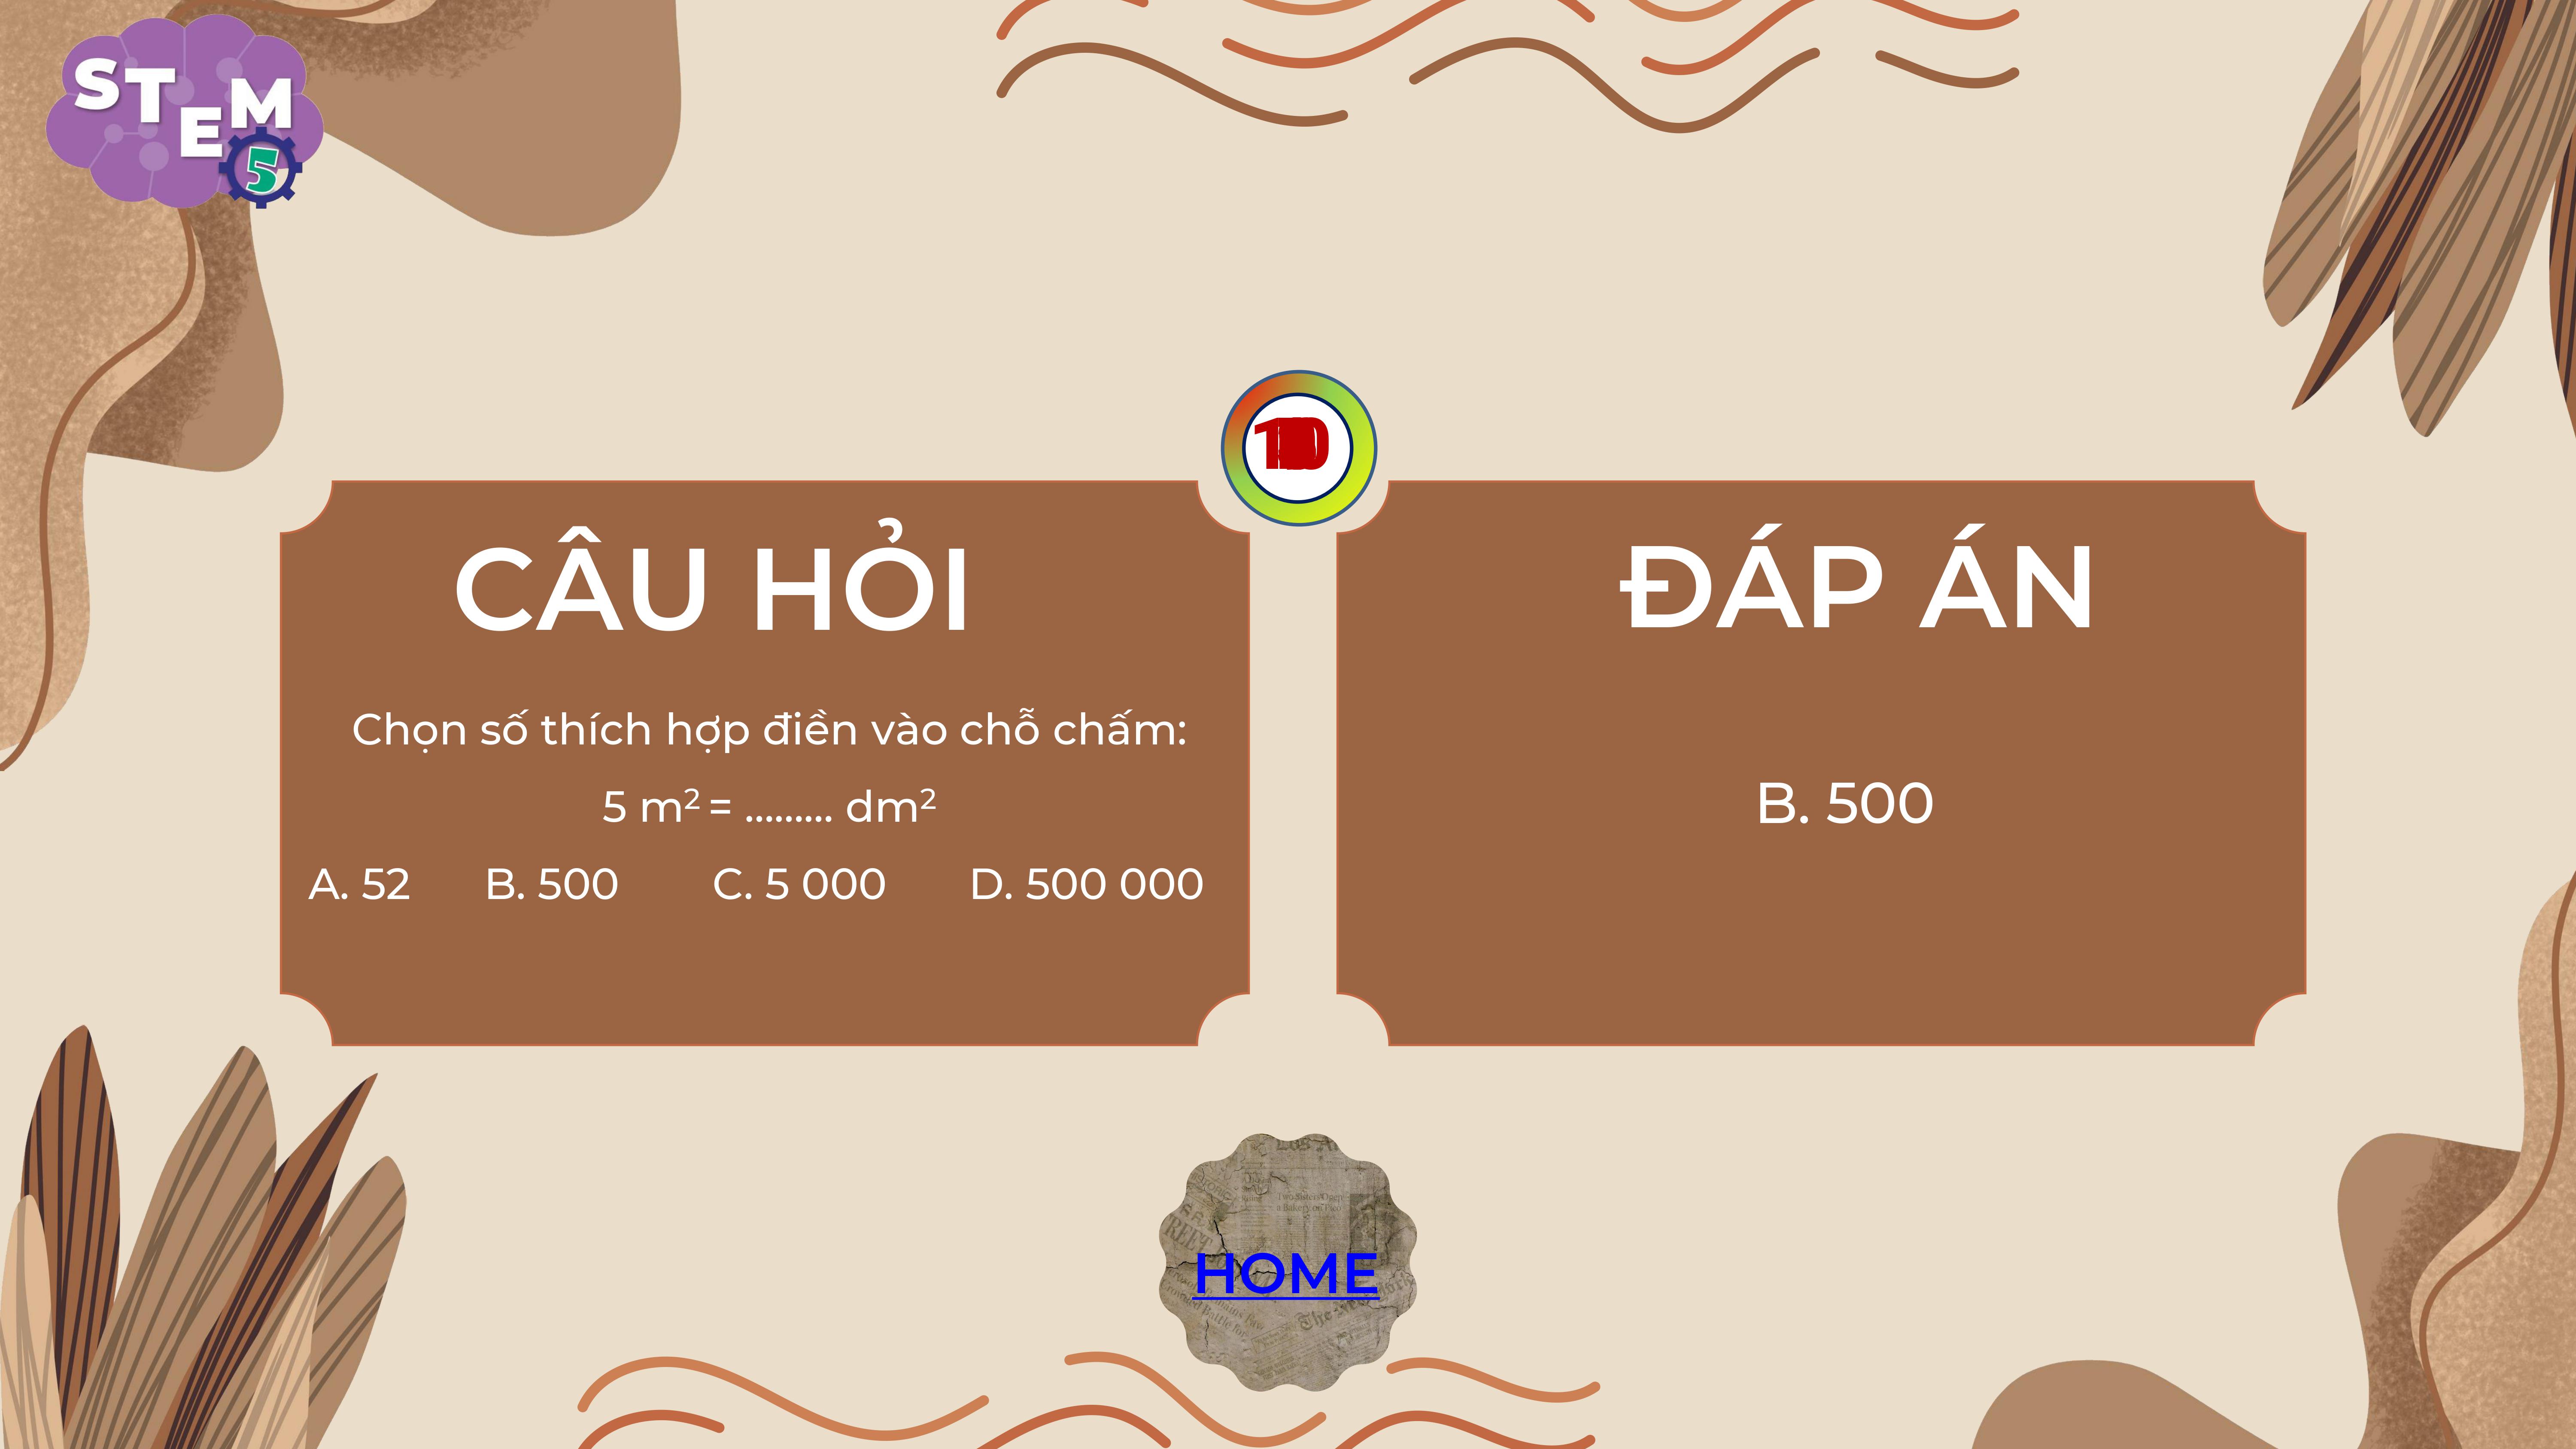 STEM
5
10
CÂU HỎI
Chọn số thích hợp điền vào chỗ chấm:
5 m² = ......... dm²
A. 52 B. 500 C. 5 000 D. 500 000
ĐÁP ÁN
B. 500
HOME